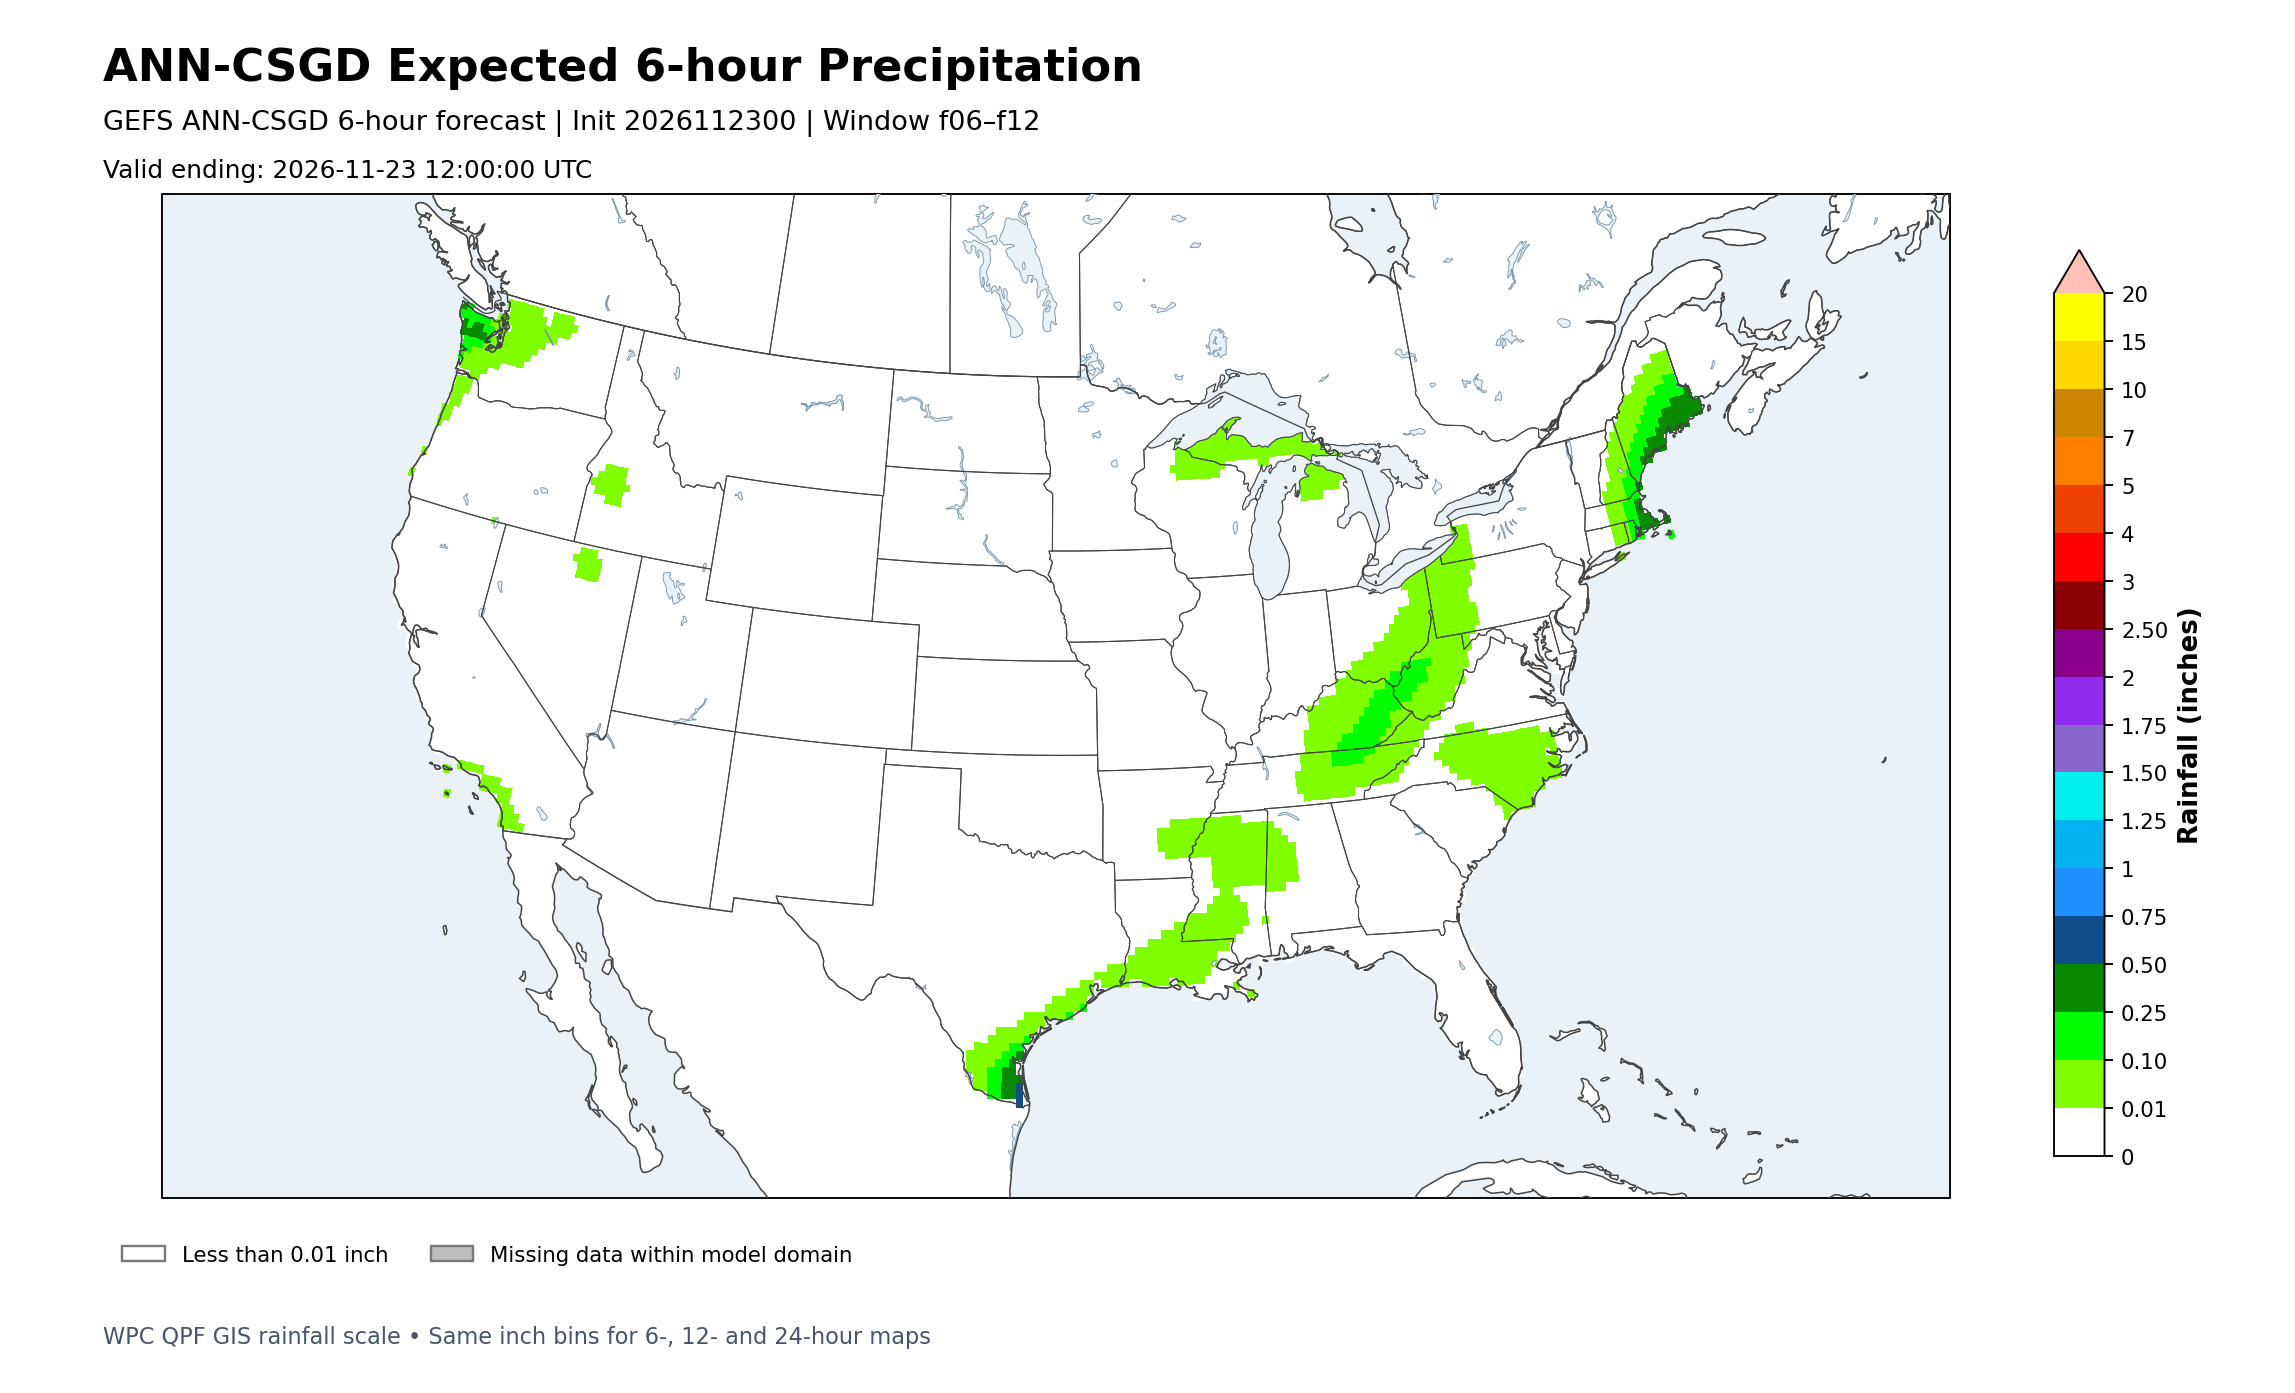 ANN-CSGD Expected 6-hour Precipitation
GEFS ANN-CSGD 6-hour forecast | Init 2026112300 | Window f06–f12
Valid ending: 2026-11-23 12:00:00 UTC
20
15
10
7
5
4
3
2.50
2
1.75
1.50
1.25
1
0.75
0.50
0.25
0.10
0.01
0
Rainfall (inches)
Less than 0.01 inch
Missing data within model domain
WPC QPF GIS rainfall scale • Same inch bins for 6-, 12- and 24-hour maps